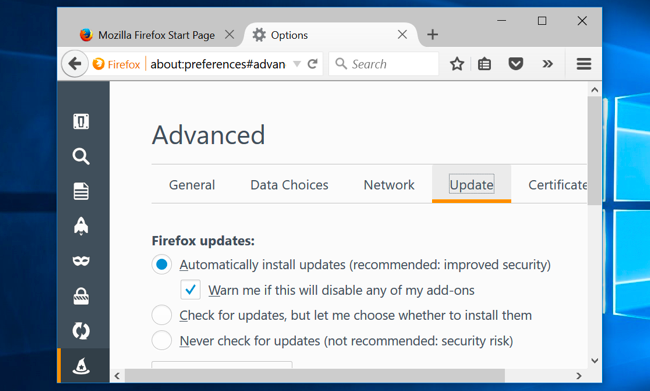 Mozilla Firefox Start Page
Options
Firefox
about:preferences#advan
Search
Advanced
General
Data Choices
Network
Update
Certificate
Firefox updates:
Automatically install updates (recommended: improved security)
Warn me if this will disable any of my add-ons
Check for updates, but let me choose whether to install them
Never check for updates (not recommended: security risk)